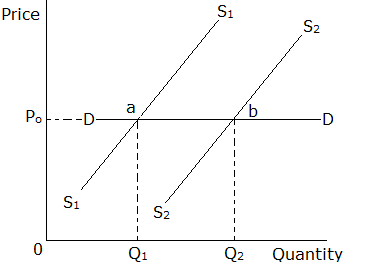 Price
S₁
S₂
a
b
P₀
D
D
S₁
S₂
0
Q₁
Q₂
Quantity